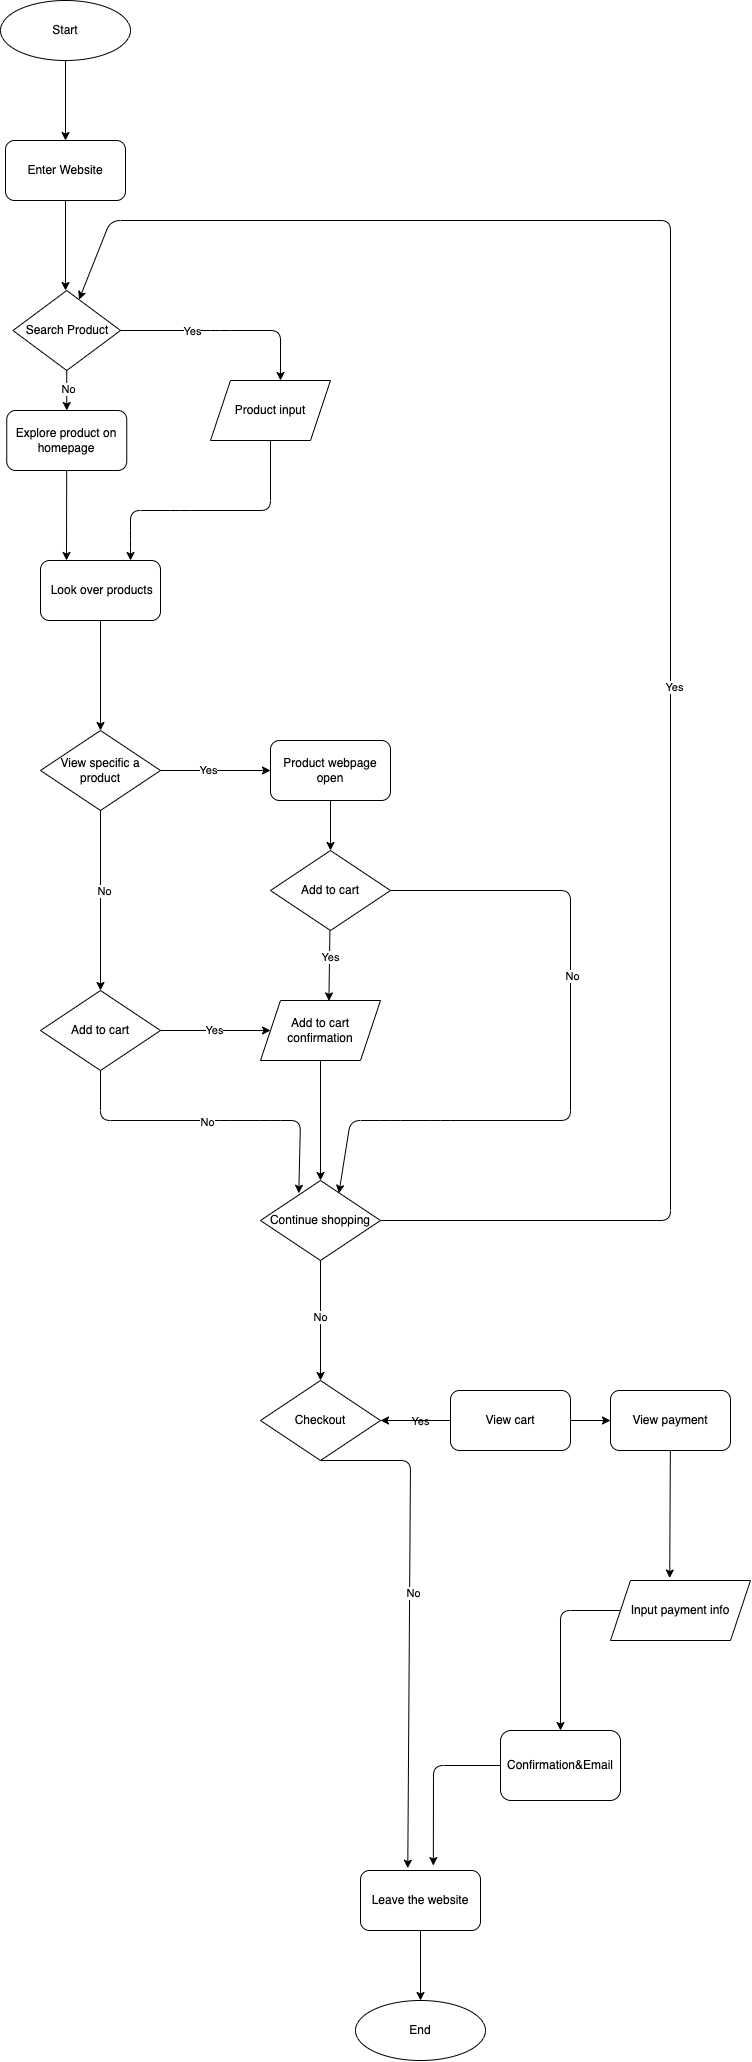 Start
Enter Website
Search Product
Yes
No
Product input
Explore product on
homepage
Look over products
Yes
View specific a
product
Yes
Product webpage
open
No
Add to cart
Yes
No
Add to cart
Yes
Add to cart
confirmation
No
Continue shopping
No
Checkout
Yes
View cart
View payment
No
Input payment info
Confirmation&Email
Leave the website
End